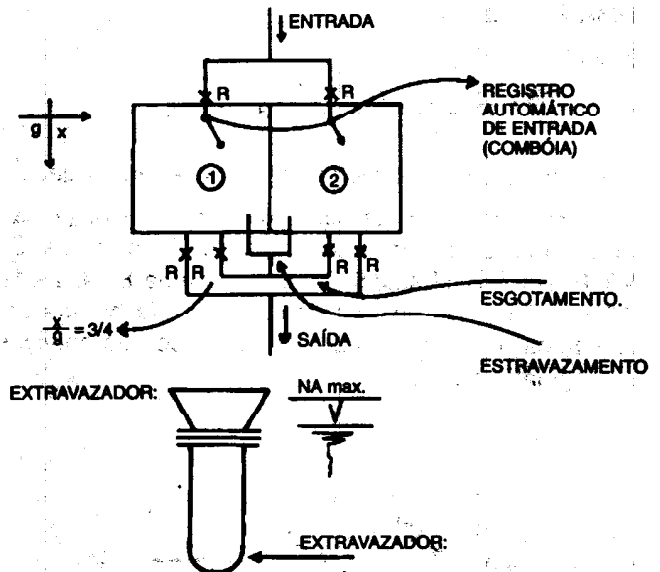 ENTRADA
R
R
REGISTRO
AUTOMÁTICO
DE ENTRADA
(COMBÓIA)
g x
1
2
R R
R R
ESGOTAMENTO.
x/g = 3/4
SAÍDA
ESTRAVAZAMENTO
EXTRAVAZADOR:
NA max.
EXTRAVAZADOR: